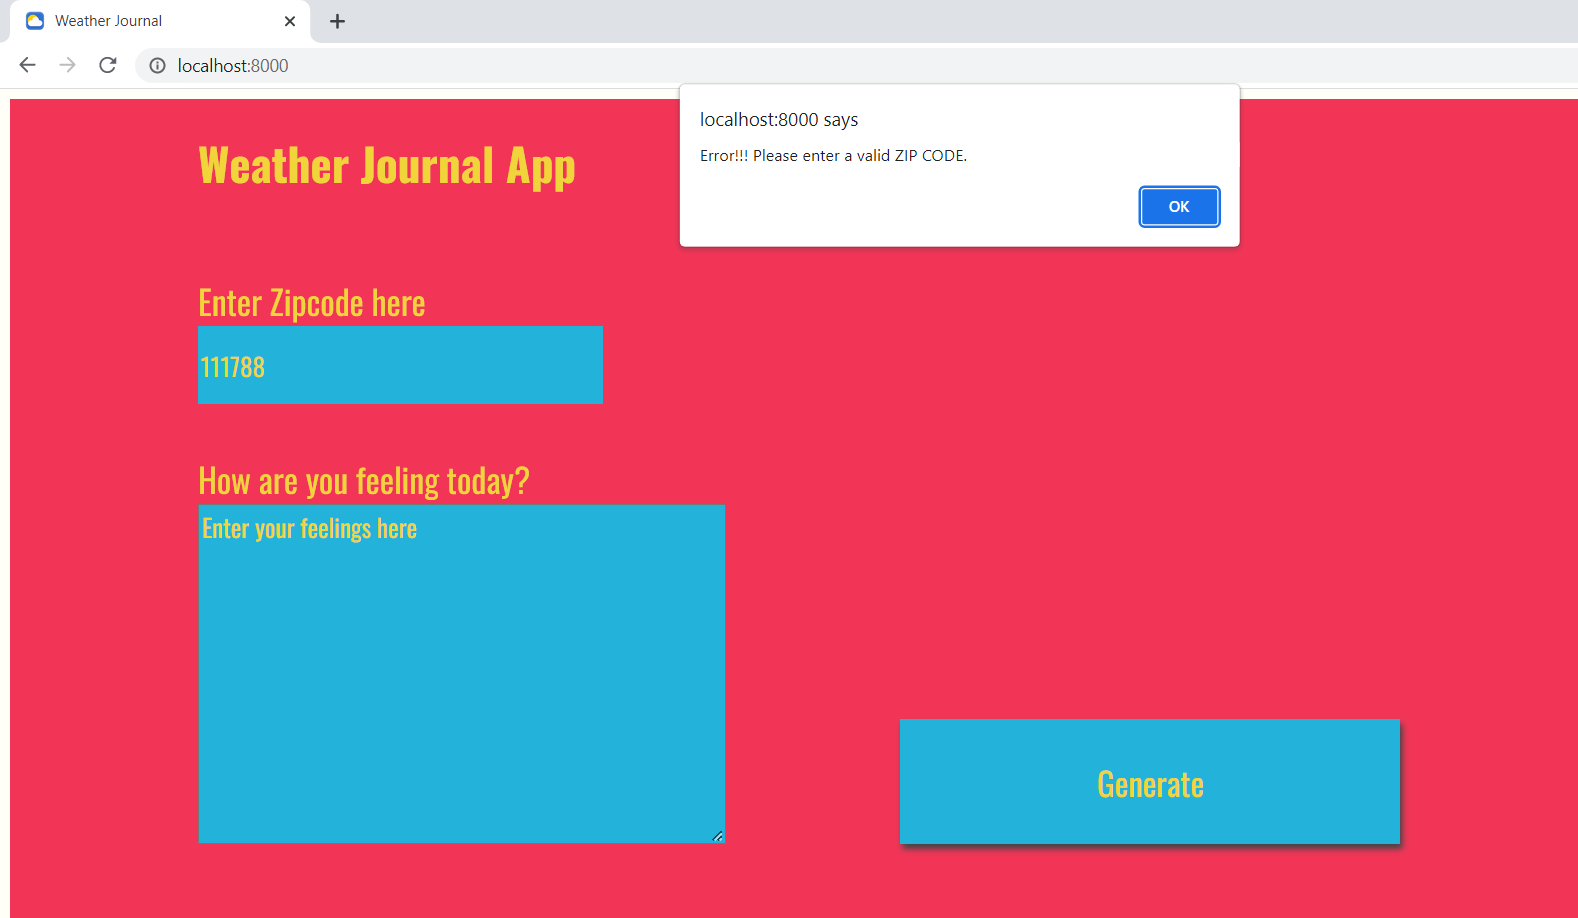 Weather Journal
localhost:8000
localhost:8000 says
Error!!! Please enter a valid ZIP CODE.
OK
Weather Journal App
Enter Zipcode here
111788
How are you feeling today?
Enter your feelings here
Generate